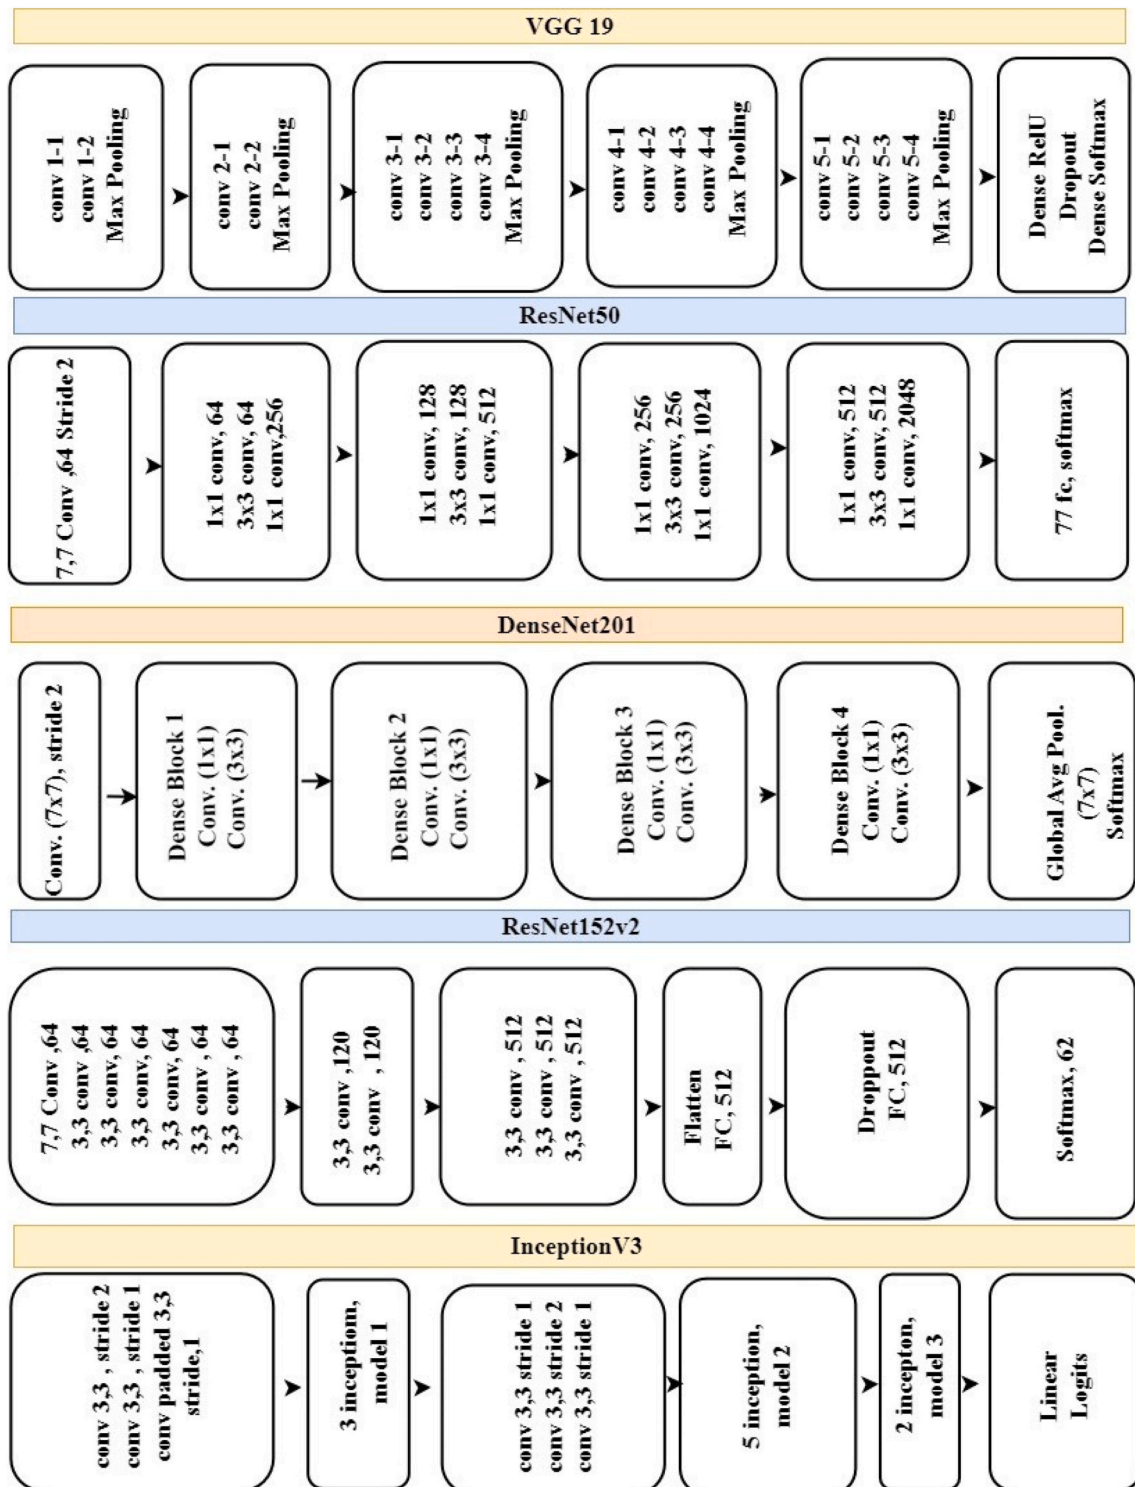 VGG 19
conv 1-1
conv 1-2
Max Pooling
conv 2-1
conv 2-2
Max Pooling
conv 3-1
conv 3-2
conv 3-3
conv 3-4
Max Pooling
conv 4-1
conv 4-2
conv 4-3
conv 4-4
Max Pooling
conv 5-1
conv 5-2
conv 5-3
conv 5-4
Max Pooling
Dense RelU
Dropout
Dense Softmax
ResNet50
7,7 Conv ,64 Stride 2
1x1 conv, 64
3x3 conv, 64
1x1 conv,256
1x1 conv, 128
3x3 conv, 128
1x1 conv, 512
1x1 conv, 256
3x3 conv, 256
1x1 conv, 1024
1x1 conv, 512
3x3 conv, 512
1x1 conv, 2048
77 fc, softmax
DenseNet201
Conv. (7x7), stride 2
Dense Block 1
Conv. (1x1)
Conv. (3x3)
Dense Block 2
Conv. (1x1)
Conv. (3x3)
Dense Block 3
Conv. (1x1)
Conv. (3x3)
Dense Block 4
Conv. (1x1)
Conv. (3x3)
Global Avg Pool.
(7x7)
Softmax
ResNet152v2
7,7 Conv ,64
3,3 conv ,64
3,3 conv, 64
3,3 conv, 64
3,3 conv, 64
3,3 conv , 64
3,3 conv , 64
3,3 conv ,120
3,3 conv , 120
3,3 conv , 512
3,3 conv , 512
3,3 conv , 512
Flatten
FC, 512
Droppout
FC, 512
Softmax, 62
InceptionV3
conv 3,3 , stride 2
conv 3,3 , stride 1
conv padded 3,3
stride,1
3 inceptiom,
model 1
conv 3,3 stride 1
conv 3,3 stride 2
conv 3,3 stride 1
5 inception,
model 2
2 incepton,
model 3
Linear
Logits